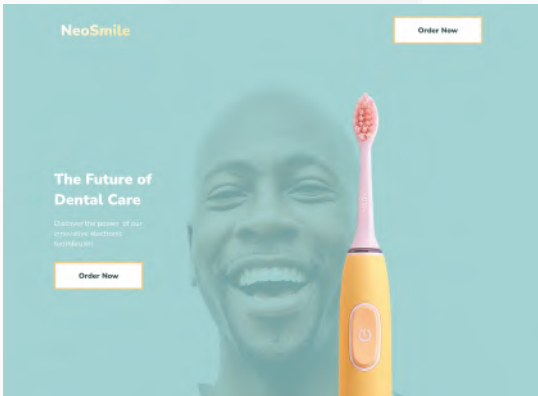 NeoSmile
Order Now
The Future of
Dental Care
Discover the power of our
innovative electronic
toothbrush
Order Now